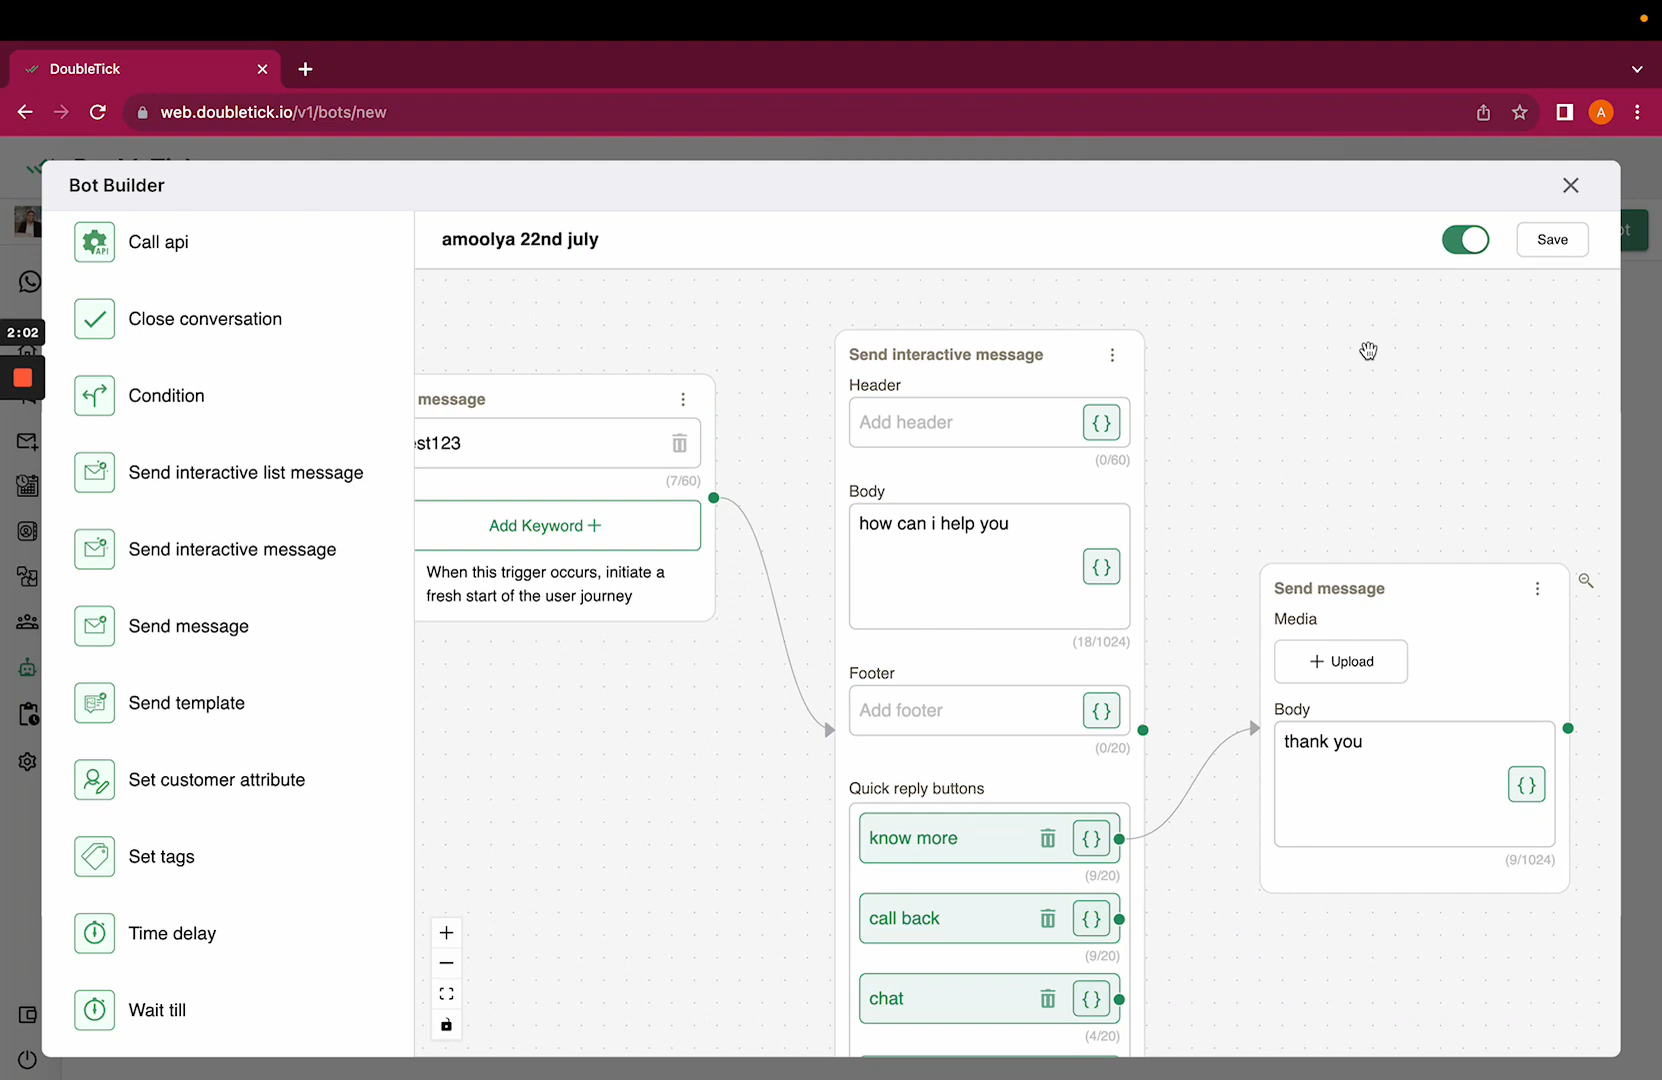 DoubleTick
web.doubletick.io/v1/bots/new
A
Bot Builder
2:02
API
Call api
Close conversation
Condition
Send interactive list message
Send interactive message
Send message
Send template
Set customer attribute
Set tags
Time delay
Wait till
amoolya 22nd july
Save
message
est123
(7/60)
Add Keyword +
When this trigger occurs, initiate a
fresh start of the user journey
Send interactive message
Header
Add header
{}
(0/60)
Body
how can i help you
{}
(18/1024)
Footer
Add footer
{}
(0/20)
Quick reply buttons
know more
{}
(9/20)
call back
{}
(9/20)
chat
{}
(4/20)
Send message
Media
+ Upload
Body
thank you
{}
(9/1024)